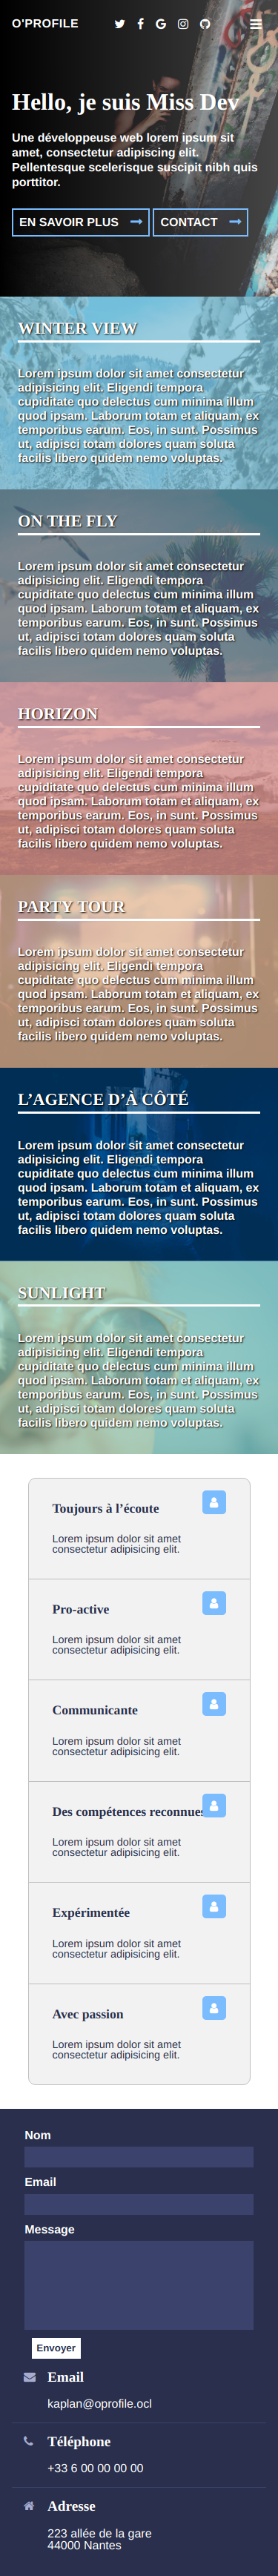 O'PROFILE
Hello, je suis Miss Dev
Une développeuse web lorem ipsum sit
amet, consectetur adipiscing elit.
Pellentesque scelerisque suscipit nibh quis
porttitor.
EN SAVOIR PLUS
CONTACT
WINTER VIEW
Lorem ipsum dolor sit amet consectetur
adipisicing elit. Eligendi tempora
cupiditate quo delectus cum minima illum
quod ipsam. Laborum totam et aliquam, ex
temporibus earum. Eos, in sunt. Possimus
ut, adipisci totam dolores quam soluta
facilis libero quidem nemo voluptas.
ON THE FLY
Lorem ipsum dolor sit amet consectetur
adipisicing elit. Eligendi tempora
cupiditate quo delectus cum minima illum
quod ipsam. Laborum totam et aliquam, ex
temporibus earum. Eos, in sunt. Possimus
ut, adipisci totam dolores quam soluta
facilis libero quidem nemo voluptas.
HORIZON
Lorem ipsum dolor sit amet consectetur
adipisicing elit. Eligendi tempora
cupiditate quo delectus cum minima illum
quod ipsam. Laborum totam et aliquam, ex
temporibus earum. Eos, in sunt. Possimus
ut, adipisci totam dolores quam soluta
facilis libero quidem nemo voluptas.
PARTY TOUR
Lorem ipsum dolor sit amet consectetur
adipisicing elit. Eligendi tempora
cupiditate quo delectus cum minima illum
quod ipsam. Laborum totam et aliquam, ex
temporibus earum. Eos, in sunt. Possimus
ut, adipisci totam dolores quam soluta
facilis libero quidem nemo voluptas.
L’AGENCE D’À CÔTÉ
Lorem ipsum dolor sit amet consectetur
adipisicing elit. Eligendi tempora
cupiditate quo delectus cum minima illum
quod ipsam. Laborum totam et aliquam, ex
temporibus earum. Eos, in sunt. Possimus
ut, adipisci totam dolores quam soluta
facilis libero quidem nemo voluptas.
SUNLIGHT
Lorem ipsum dolor sit amet consectetur
adipisicing elit. Eligendi tempora
cupiditate quo delectus cum minima illum
quod ipsam. Laborum totam et aliquam, ex
temporibus earum. Eos, in sunt. Possimus
ut, adipisci totam dolores quam soluta
facilis libero quidem nemo voluptas.
Toujours à l’écoute
Lorem ipsum dolor sit amet
consectetur adipisicing elit.
Pro-active
Lorem ipsum dolor sit amet
consectetur adipisicing elit.
Communicante
Lorem ipsum dolor sit amet
consectetur adipisicing elit.
Des compétences reconnues
Lorem ipsum dolor sit amet
consectetur adipisicing elit.
Expérimentée
Lorem ipsum dolor sit amet
consectetur adipisicing elit.
Avec passion
Lorem ipsum dolor sit amet
consectetur adipisicing elit.
Nom
Email
Message
Envoyer
Email
kaplan@oprofile.ocl
Téléphone
+33 6 00 00 00 00
Adresse
223 allée de la gare
44000 Nantes